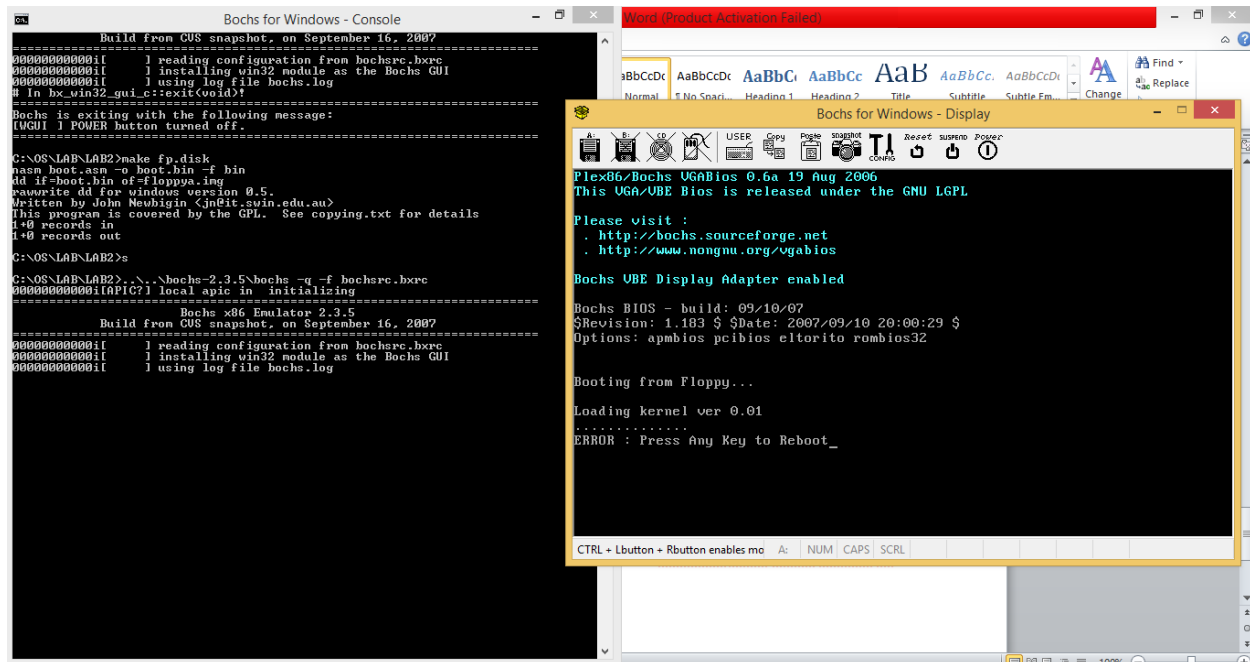 Bochs for Windows - Console
Build from CVS snapshot, on September 16, 2007
========================================================================
00000000000i[     ] reading configuration from bochsrc.bxrc
00000000000i[     ] installing win32 module as the Bochs GUI
00000000000i[     ] using log file bochs.log
# In bx_win32_gui_c::exit(void)!
========================================================================
Bochs is exiting with the following message:
[WGUI ] POWER button turned off.
========================================================================
C:\OS\LAB\LAB2>make fp.disk
nasm boot.asm -o boot.bin -f bin
dd if=boot.bin of=floppya.img
rawwrite dd for windows version 0.5.
Written by John Newbigin <jn@it.swin.edu.au>
This program is covered by the GPL.  See copying.txt for details
1+0 records in
1+0 records out
C:\OS\LAB\LAB2>s
C:\OS\LAB\LAB2>..\..\bochs-2.3.5\bochs -q -f bochsrc.bxrc
00000000000i[APIC?] local apic in  initializing
========================================================================
Bochs x86 Emulator 2.3.5
Build from CVS snapshot, on September 16, 2007
========================================================================
00000000000i[     ] reading configuration from bochsrc.bxrc
00000000000i[     ] installing win32 module as the Bochs GUI
00000000000i[     ] using log file bochs.log
Word (Product Activation Failed)
aBbCcDc AaBbCcDc AaBbC AaBbCc AaB AaBbCc. AaBbCcDc
Normal ¶ No Spaci... Heading 1 Heading 2 Title Subtitle Subtle Em...
Change
Find
Replace
Bochs for Windows - Display
A: B: CD USER Copy Paste snapshot CONFIG Reset SUSPEND Power
Plex86/Bochs VGABios 0.6a 19 Aug 2006
This VGA/VBE Bios is released under the GNU LGPL
Please visit :
. http://bochs.sourceforge.net
. http://www.nongnu.org/vgabios
Bochs VBE Display Adapter enabled
Bochs BIOS - build: 09/10/07
$Revision: 1.183 $ $Date: 2007/09/10 20:00:29 $
Options: apmbios pcibios eltorito rombios32
Booting from Floppy...
Loading kernel ver 0.01
..............
ERROR : Press Any Key to Reboot_
CTRL + Lbutton + Rbutton enables mo A: NUM CAPS SCRL
100%